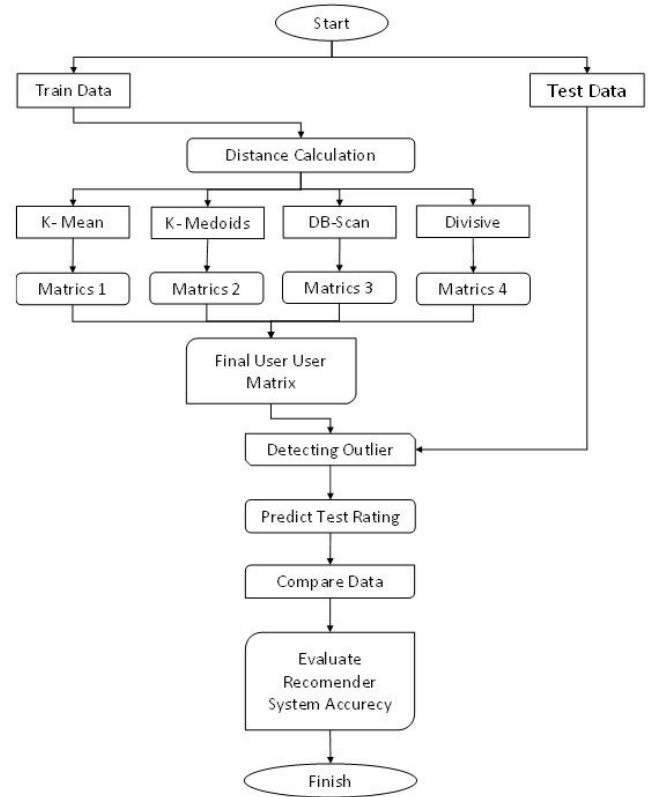 Start
Train Data
Test Data
Distance Calculation
K- Mean
K- Medoids
DB-Scan
Divisive
Matrics 1
Matrics 2
Matrics 3
Matrics 4
Final User User
Matrix
Detecting Outlier
Predict Test Rating
Compare Data
Evaluate
Recomender
System Accurecy
Finish